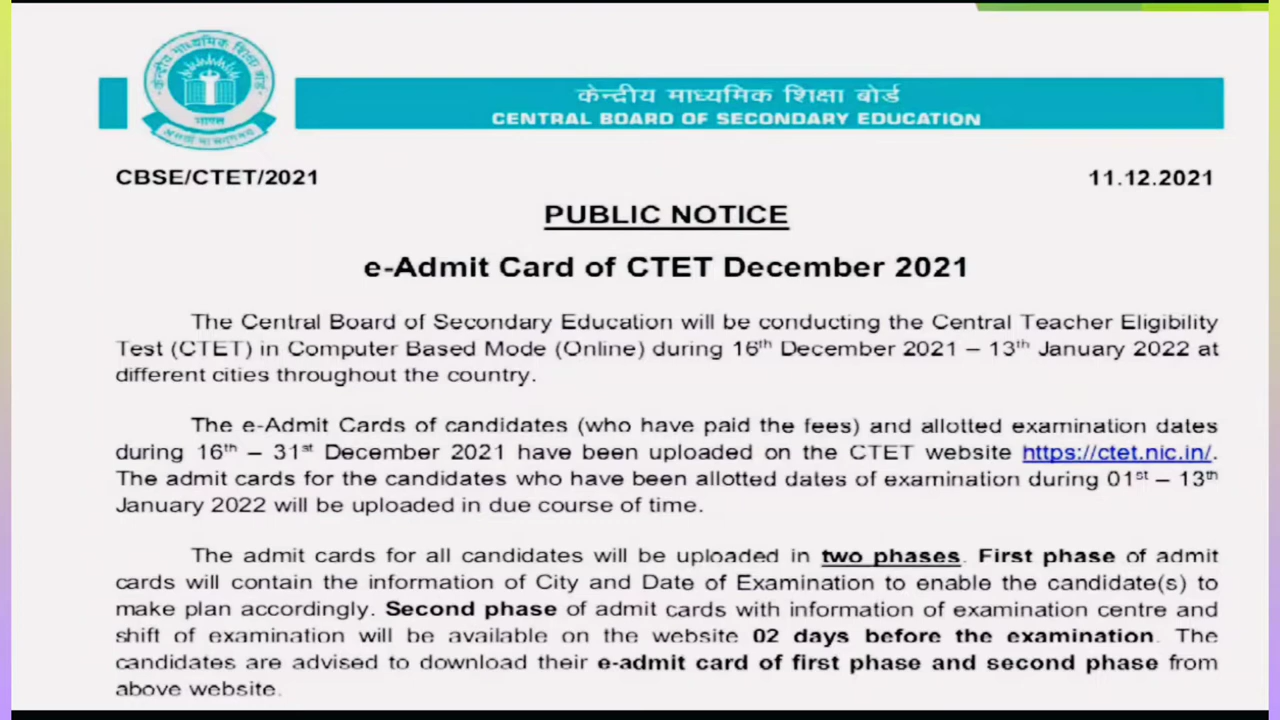 केन्द्रीय माध्यमिक शिक्षा बोर्ड
भारत
असतो मा सद्गमय
केन्द्रीय माध्यमिक शिक्षा बोर्ड
CENTRAL BOARD OF SECONDARY EDUCATION
CBSE/CTET/2021 11.12.2021
PUBLIC NOTICE
e-Admit Card of CTET December 2021
The Central Board of Secondary Education will be conducting the Central Teacher Eligibility
Test (CTET) in Computer Based Mode (Online) during 16th December 2021 – 13th January 2022 at
different cities throughout the country.
The e-Admit Cards of candidates (who have paid the fees) and allotted examination dates
during 16th – 31st December 2021 have been uploaded on the CTET website https://ctet.nic.in/.
The admit cards for the candidates who have been allotted dates of examination during 01st – 13th
January 2022 will be uploaded in due course of time.
The admit cards for all candidates will be uploaded in two phases. First phase of admit
cards will contain the information of City and Date of Examination to enable the candidate(s) to
make plan accordingly. Second phase of admit cards with information of examination centre and
shift of examination will be available on the website 02 days before the examination. The
candidates are advised to download their e-admit card of first phase and second phase from
above website.